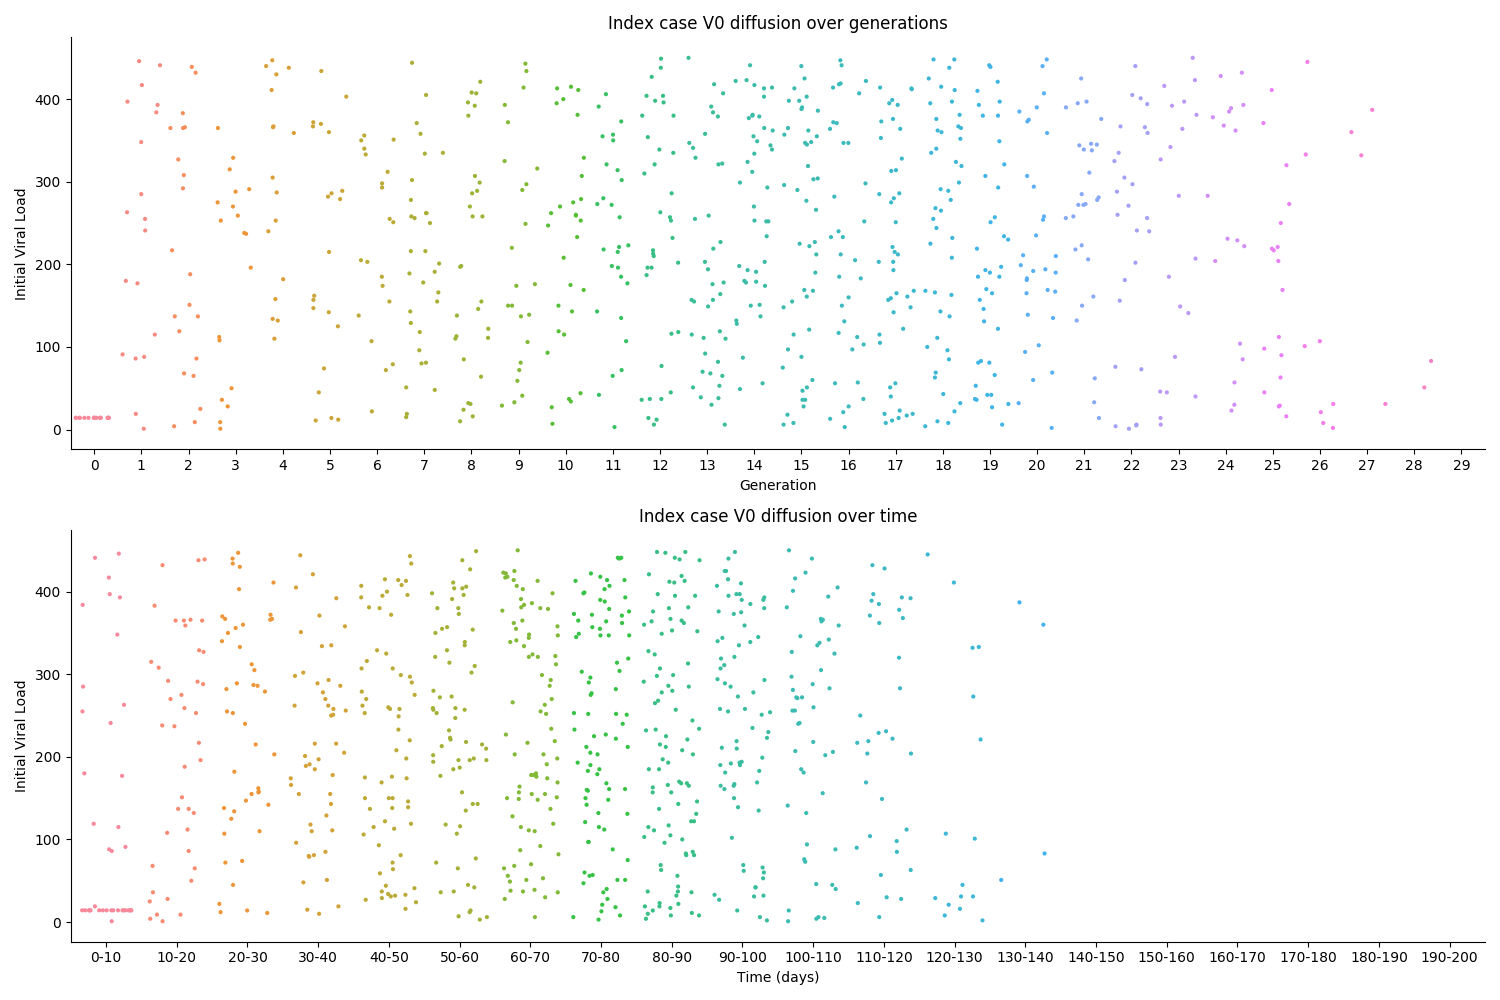 Index case V0 diffusion over generations
Initial Viral Load
400
300
200
100
0
0 1 2 3 4 5 6 7 8 9 10 11 12 13 14 15 16 17 18 19 20 21 22 23 24 25 26 27 28 29
Generation
Index case V0 diffusion over time
Initial Viral Load
400
300
200
100
0
0-10 10-20 20-30 30-40 40-50 50-60 60-70 70-80 80-90 90-100 100-110 110-120 120-130 130-140 140-150 150-160 160-170 170-180 180-190 190-200
Time (days)